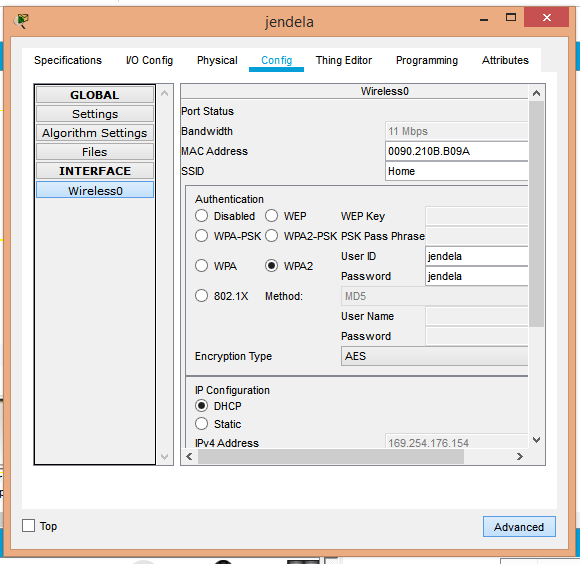 jendela
Specifications I/O Config Physical Config Thing Editor Programming Attributes
GLOBAL
Settings
Algorithm Settings
Files
INTERFACE
Wireless0
Wireless0
Port Status
Bandwidth 11 Mbps
MAC Address 0090.210B.B09A
SSID Home
Authentication
Disabled WEP WEP Key
WPA-PSK WPA2-PSK PSK Pass Phrase
User ID jendela
WPA WPA2
Password jendela
802.1X Method: MD5
User Name
Password
Encryption Type AES
IP Configuration
DHCP
Static
IPv4 Address 169.254.176.154
Top Advanced